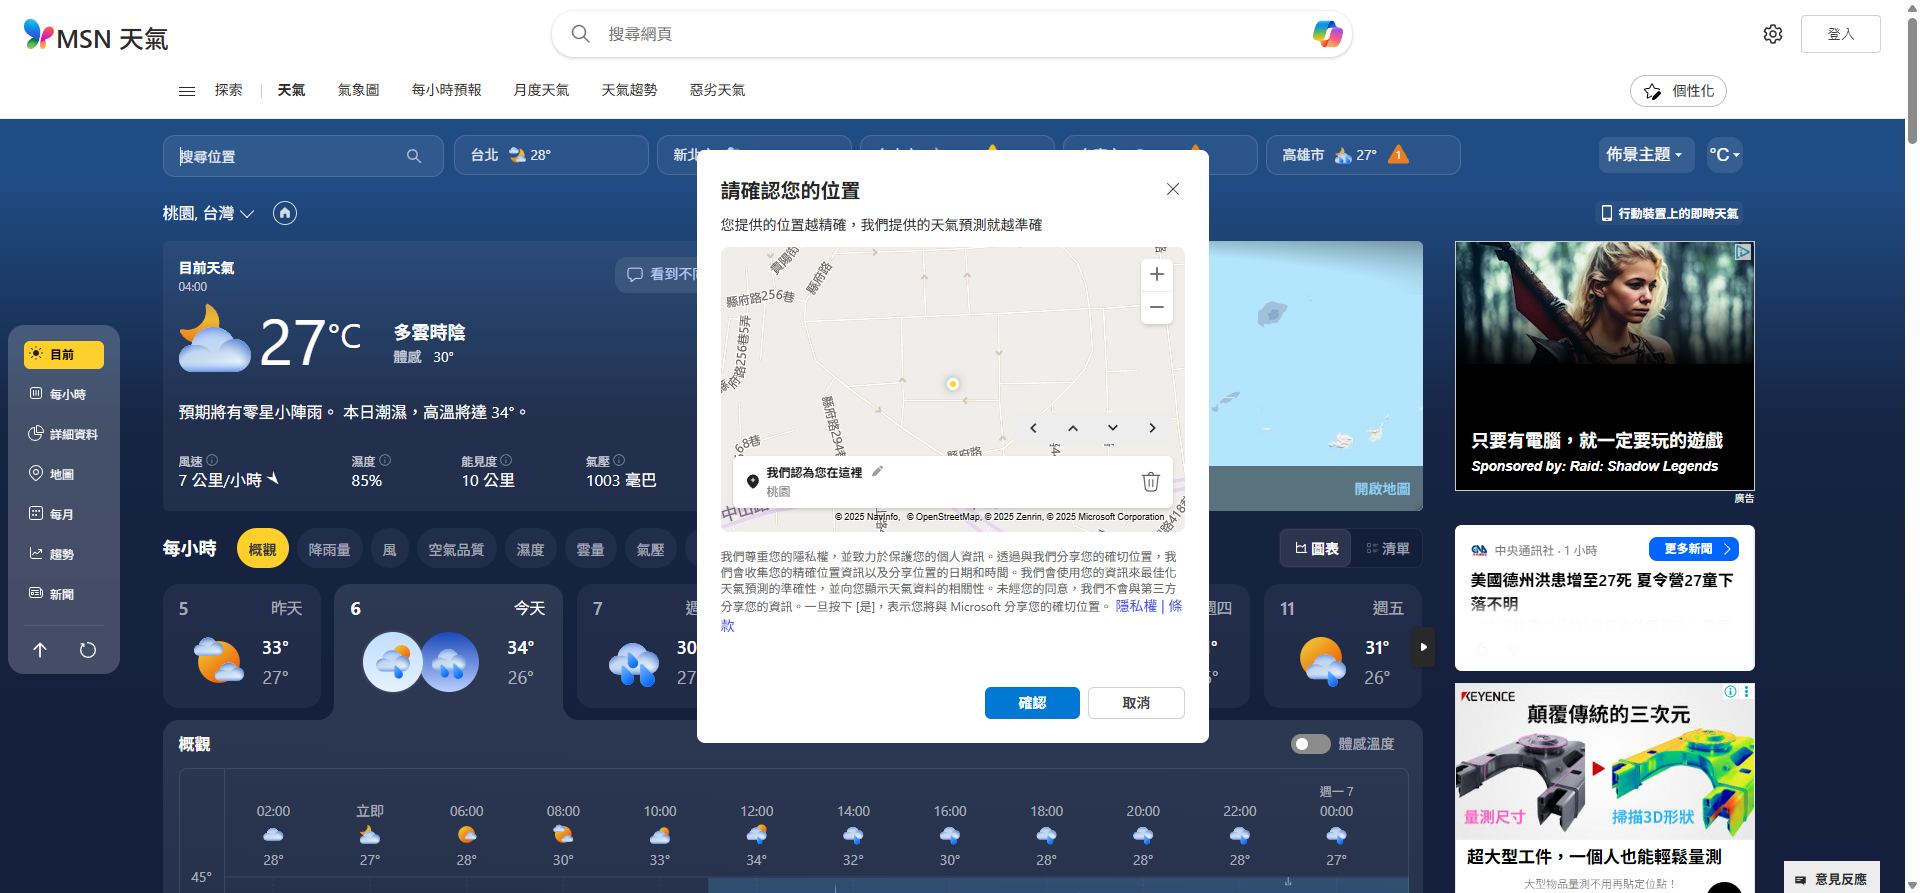 MSN 天氣
搜尋網頁
登入
探索
天氣
氣象圖
每小時預報
月度天氣
天氣趨勢
惡劣天氣
個性化
搜尋位置
台北 28°
新北
高雄市 27° 1
佈景主題
°C
桃園, 台灣
行動裝置上的即時天氣
目前天氣
04:00
看到不同
27°C
多雲時陰
體感 30°
預期將有零星小陣雨。 本日潮濕，高溫將達 34°。
風速
7 公里/小時
濕度
85%
能見度
10 公里
氣壓
1003 毫巴
目前
每小時
詳細資料
地圖
每月
趨勢
新聞
請確認您的位置
您提供的位置越精確，我們提供的天氣預測就越準確
貴陽街
縣府路
縣府路256巷
縣府路256巷5弄
縣府路294巷
縣府路
中山路
418巷
我們認為您在這裡
桃園
© 2025 NavInfo, © OpenStreetMap, © 2025 Zenrin, © 2025 Microsoft Corporation
我們尊重您的隱私權，並致力於保護您的個人資訊。透過與我們分享您的確切位置，我
們會收集您的精確位置資訊以及分享位置的日期和時間。我們會使用您的資訊來最佳化
天氣預測的準確性，並向您顯示天氣資料的相關性。未經您的同意，我們不會與第三方
分享您的資訊。一旦按下 [是]，表示您將與 Microsoft 分享您的確切位置。 隱私權 | 條
款
確認
取消
開啟地圖
只要有電腦，就一定要玩的遊戲
Sponsored by: Raid: Shadow Legends
廣告
每小時
概觀
降雨量
風
空氣品質
濕度
雲量
氣壓
圖表
清單
5 昨天
33°
27°
6 今天
34°
26°
7 週
30
27
週四
11 週五
31°
26°
中央通訊社 · 1 小時
更多新聞
美國德州洪患增至27死 夏令營27童下
落不明
概觀
體感溫度
週一 7
02:00 立即 06:00 08:00 10:00 12:00 14:00 16:00 18:00 20:00 22:00 00:00
28° 27° 28° 30° 33° 34° 32° 30° 28° 28° 28° 27°
45°
KEYENCE
顛覆傳統的三次元
量測尺寸
掃描3D形狀
超大型工件，一個人也能輕鬆量測
大型物品量測不用再貼定位點！
意見反應